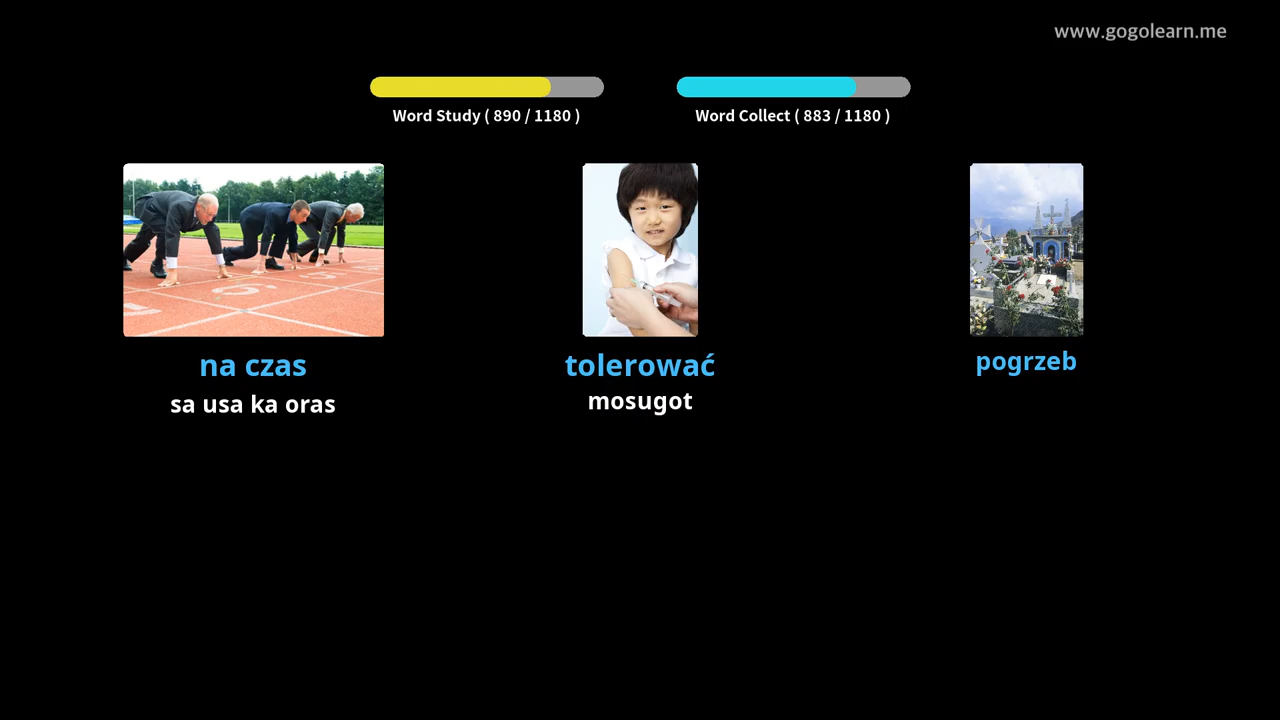 www.gogolearn.me
Word Study ( 890 / 1180 )
Word Collect ( 883 / 1180 )
na czas
sa usa ka oras
tolerować
mosugot
pogrzeb